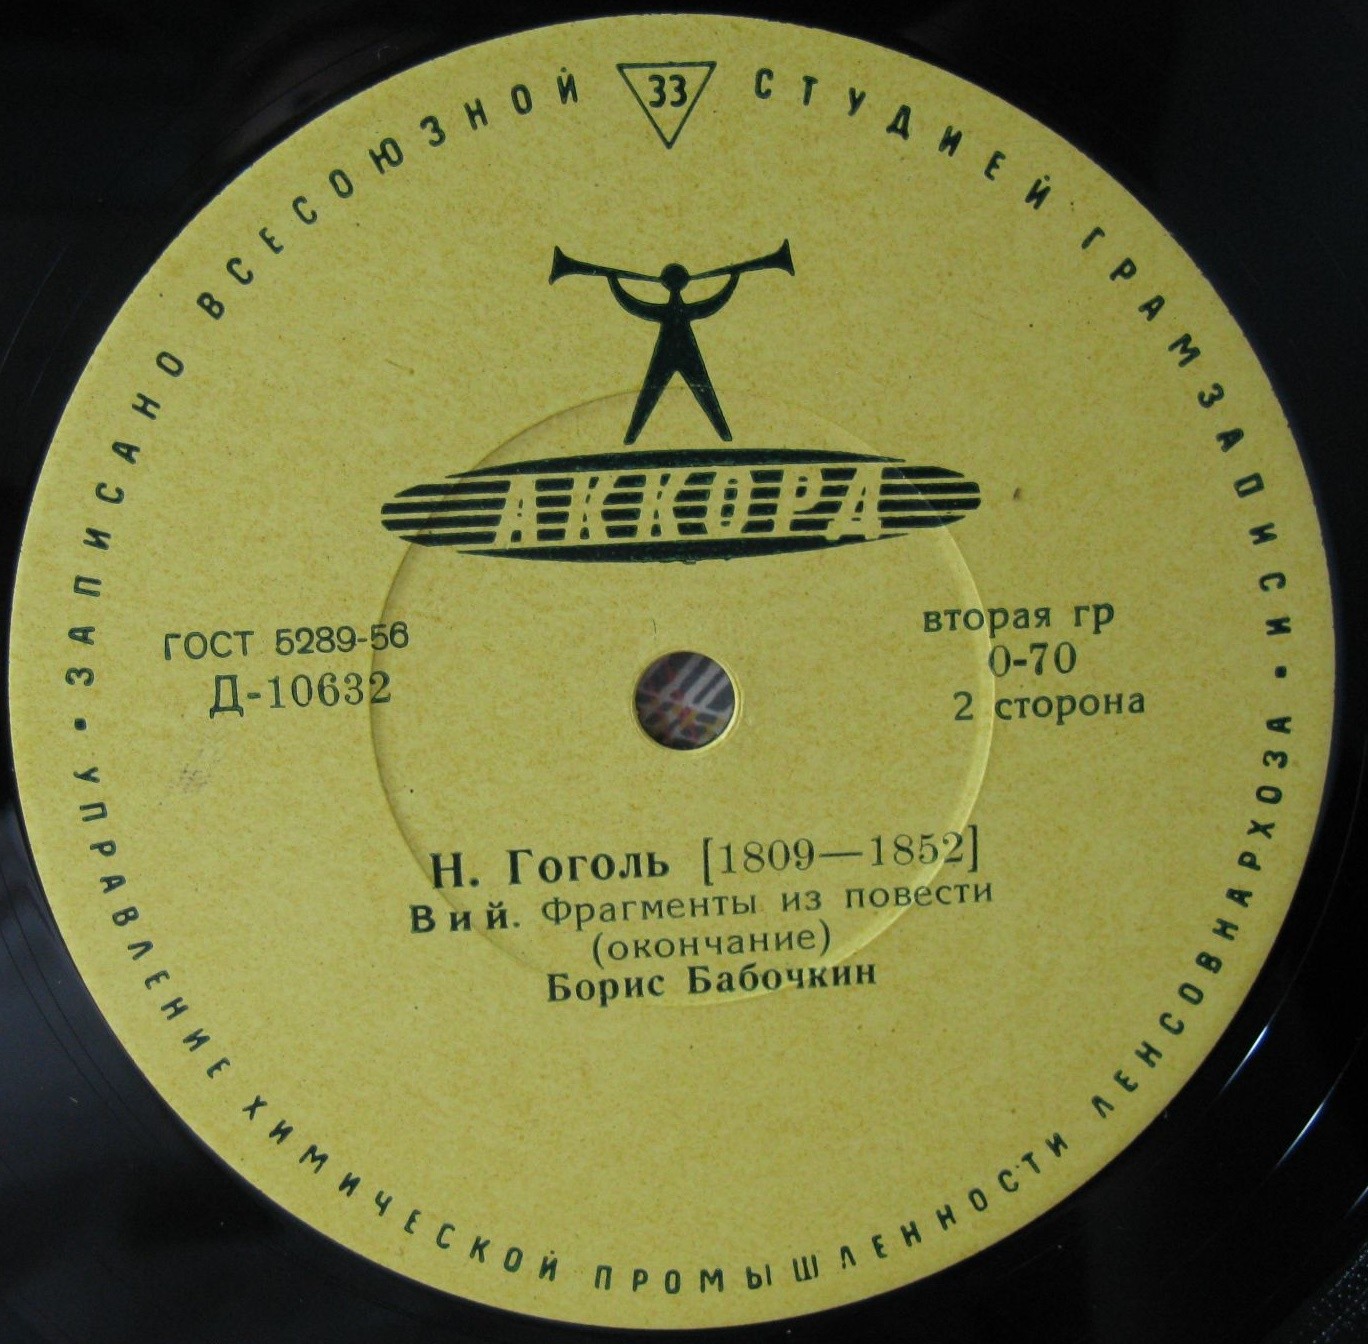 ЗАПИСАНО ВСЕСОЮЗНОЙ СТУДИЕЙ ГРАМЗАПИСИ •
33
АККОРД
ГОСТ 5289-56
Д-10632
вторая гр
0-70
2 сторона
Н. Гоголь [1809—1852]
Вий. Фрагменты из повести
(окончание)
Борис Бабочкин
УПРАВЛЕНИЕ ХИМИЧЕСКОЙ ПРОМЫШЛЕННОСТИ ЛЕНСОВНАРХОЗА •